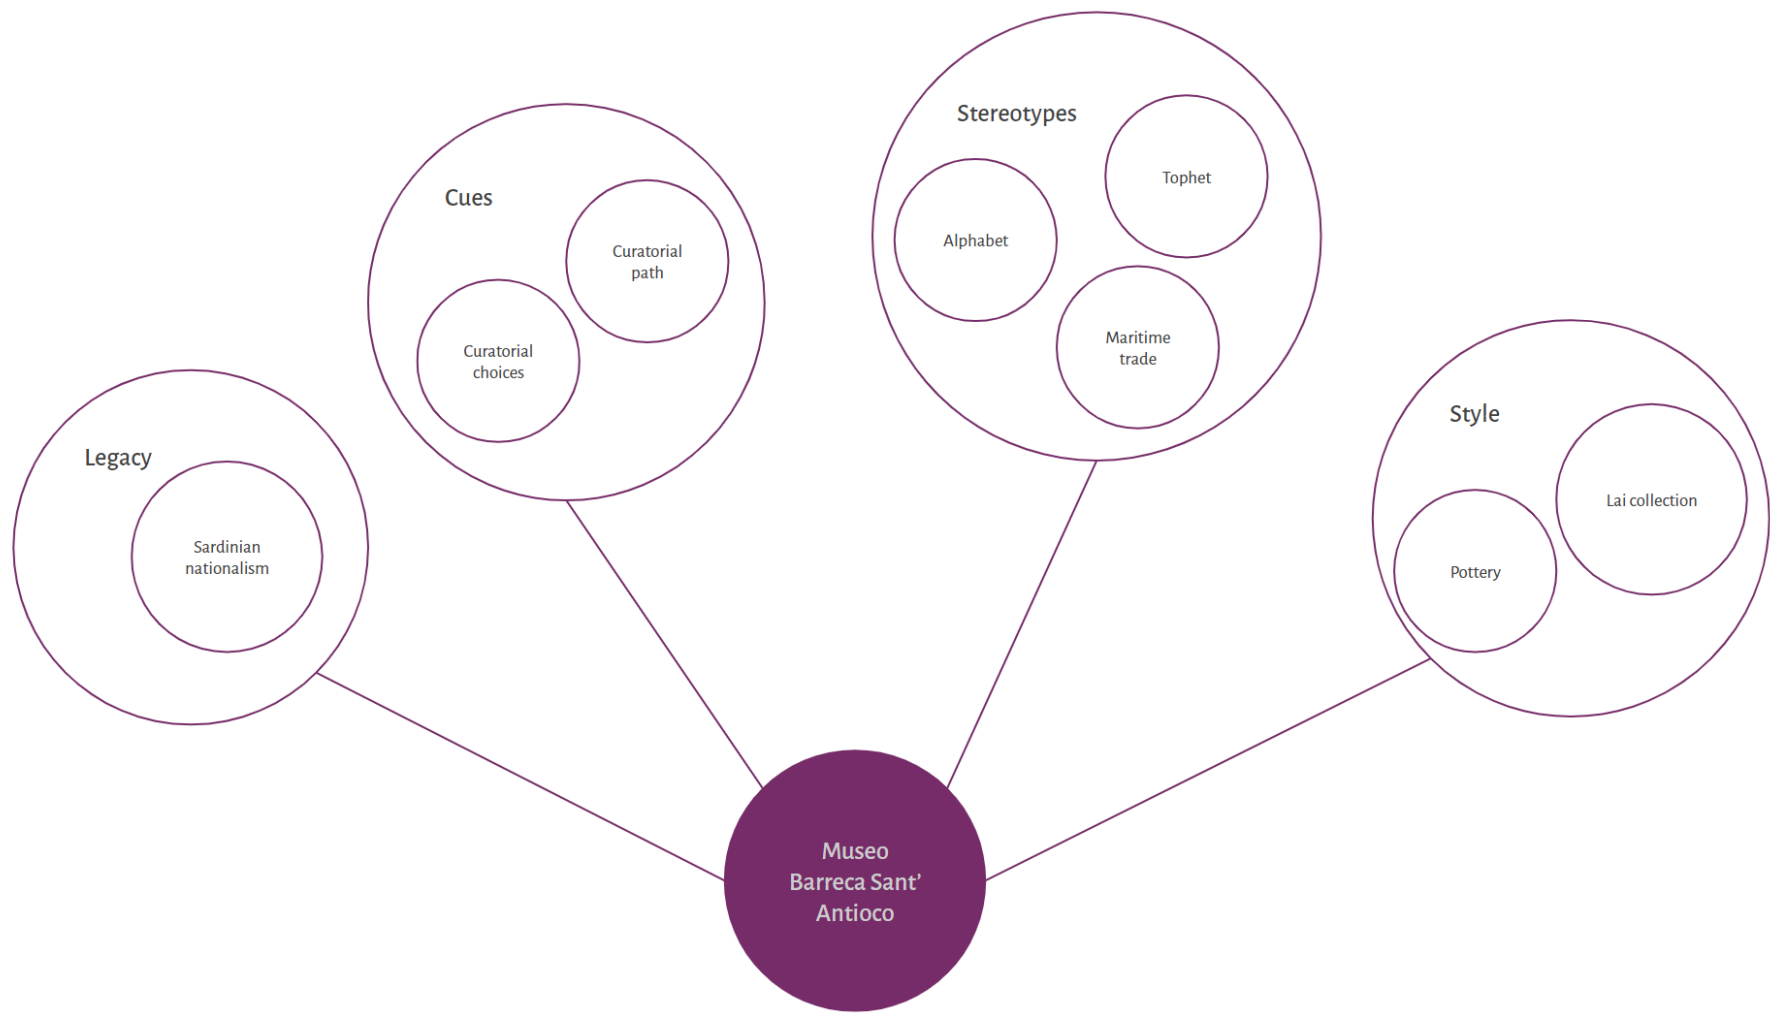 Stereotypes
Tophet
Alphabet
Maritime
trade
Cues
Curatorial
path
Curatorial
choices
Legacy
Sardinian
nationalism
Style
Lai collection
Pottery
Museo
Barreca Sant’
Antioco